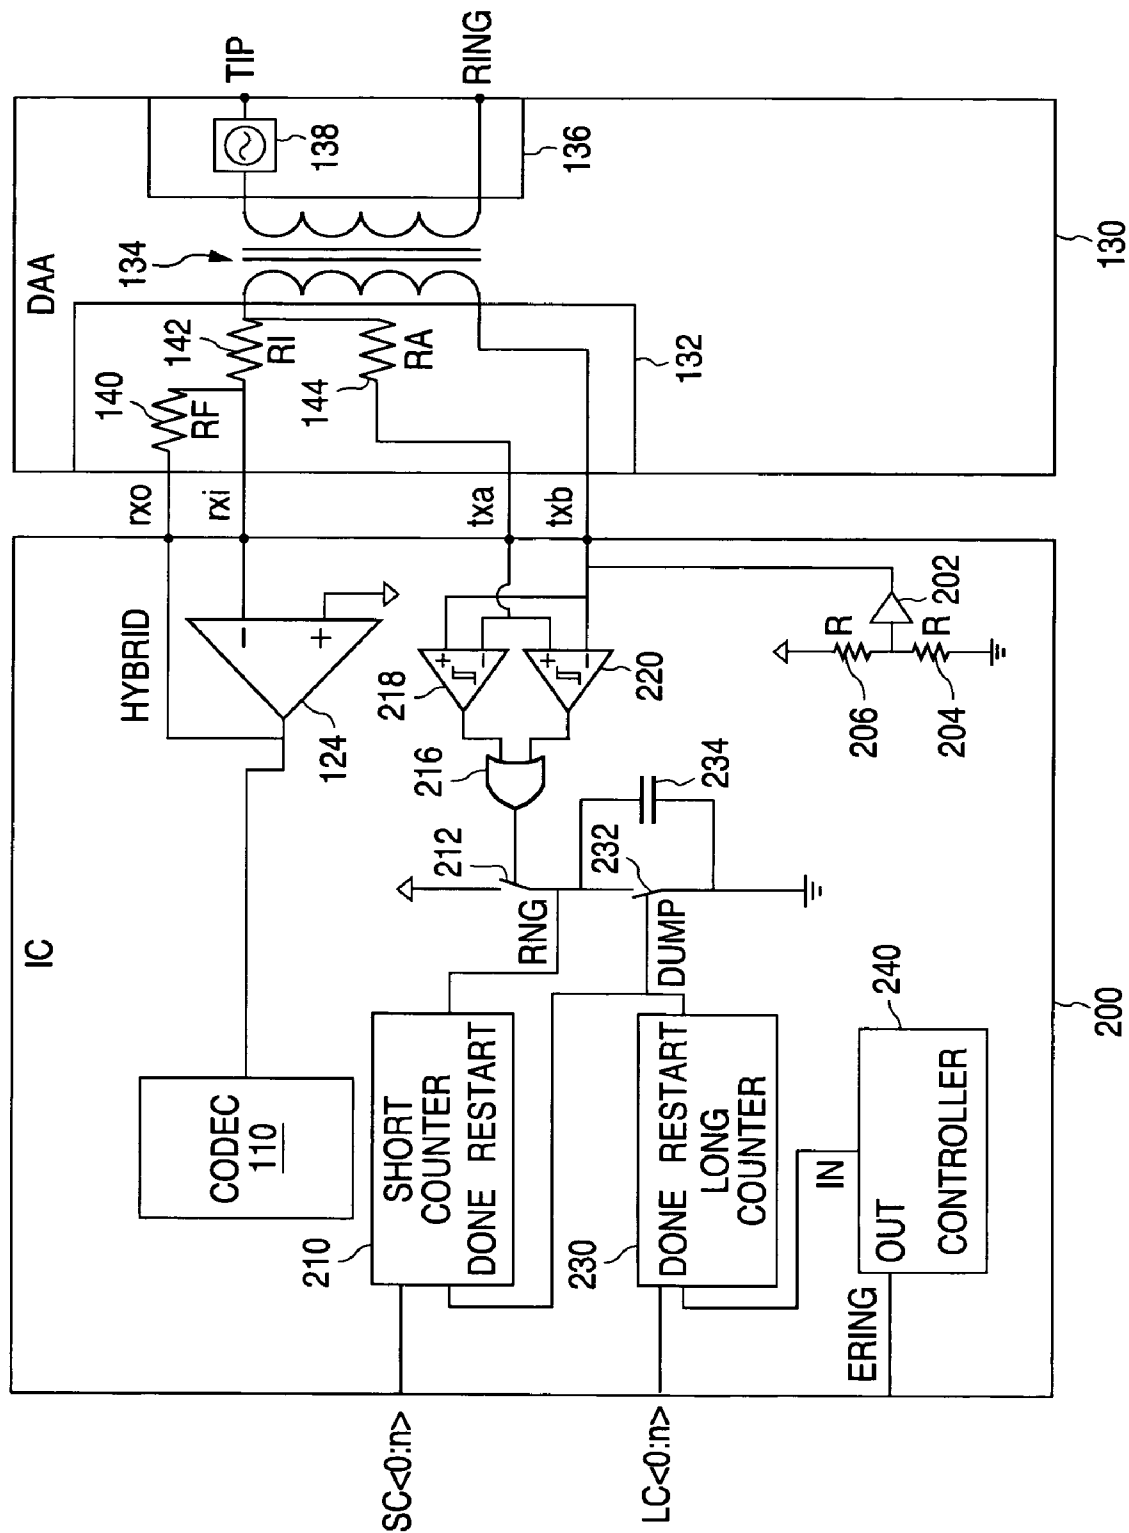 IC
DAA
CODEC
110
HYBRID
124
rxo
rxi
txa
txb
140
RF
142
RI
144
RA
132
134
138
136
TIP
RING
130
SHORT
COUNTER
DONE RESTART
210
RNG
212
216
218
+
-
220
+
-
-
+
DUMP
232
234
LONG
COUNTER
DONE RESTART
230
IN
OUT
CONTROLLER
240
ERING
206
R
204
R
202
200
SC<0:n>
LC<0:n>